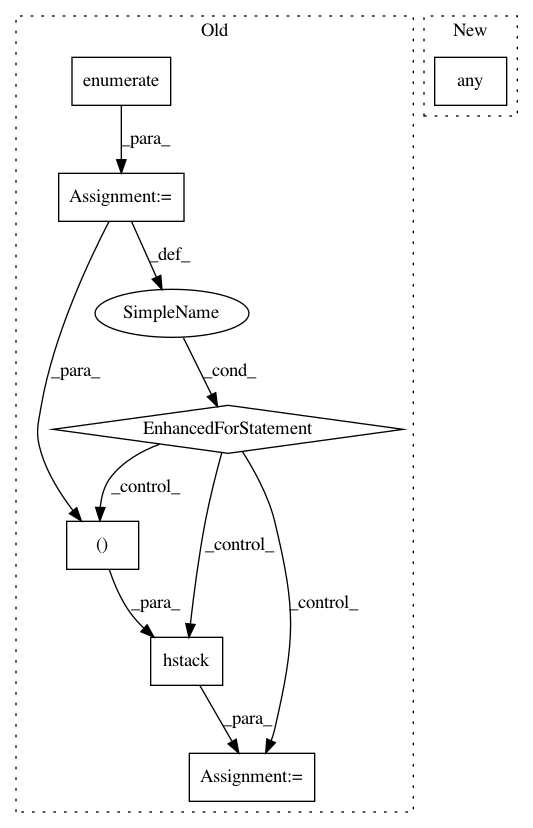 Old
New
enumerate
any
_para_
Assignment:=
_def_
SimpleName
_para_
_cond_
EnhancedForStatement
_control_
()
_control_
_control_
_para_
hstack
_para_
Assignment:=